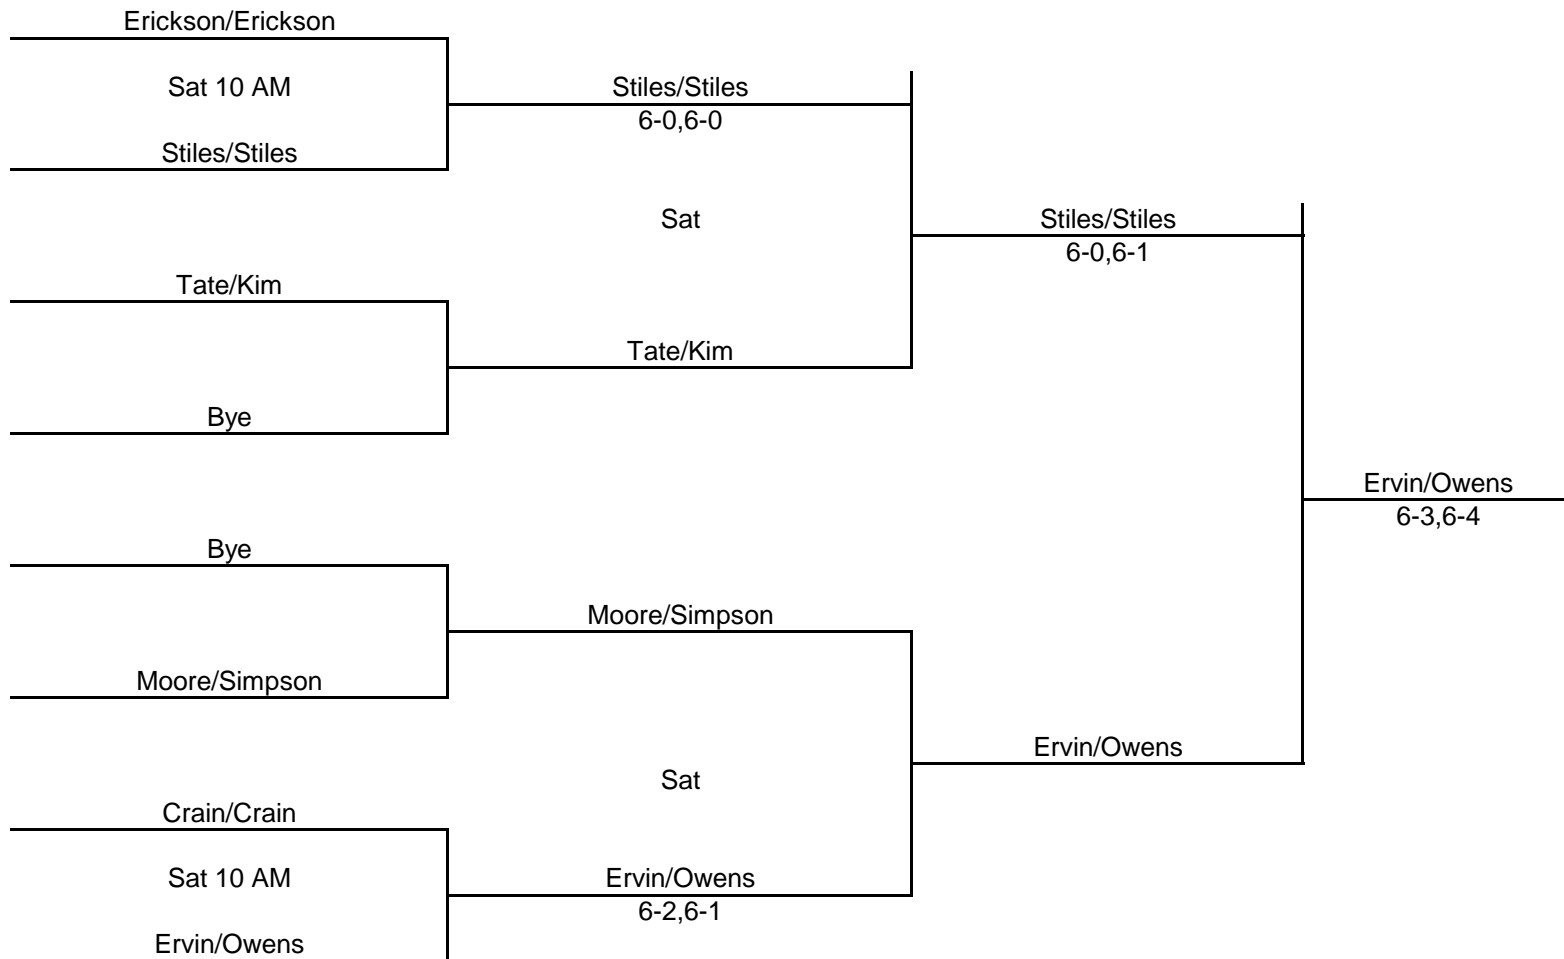 Erickson/Erickson
Sat 10 AM
Stiles/Stiles
6-0,6-0
Stiles/Stiles
Sat
Stiles/Stiles
6-0,6-1
Tate/Kim
Tate/Kim
Bye
Ervin/Owens
6-3,6-4
Bye
Moore/Simpson
Moore/Simpson
Ervin/Owens
Sat
Crain/Crain
Sat 10 AM
Ervin/Owens
6-2,6-1
Ervin/Owens